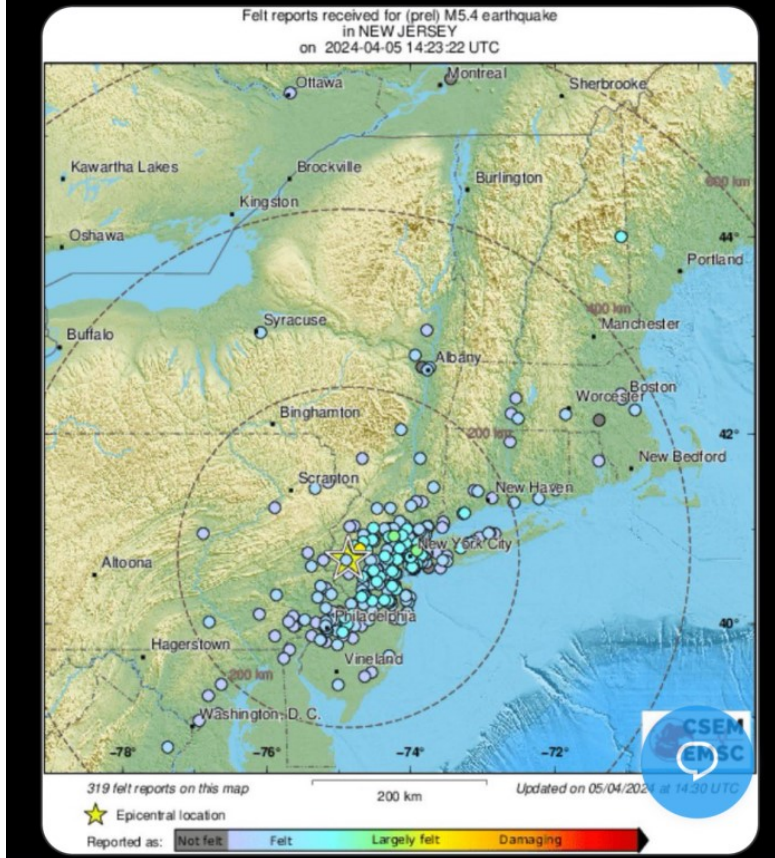 Felt reports received for (prel) M5.4 earthquake
in NEW JERSEY
on 2024-04-05 14:23:22 UTC
Ottawa
Montreal
Sherbrooke
Kawartha Lakes
Brockville
Burlington
600 km
Kingston
Oshawa
44°
Portland
400 km
Syracuse
Manchester
Buffalo
Albany
Boston
Worcester
Binghamton
200 km
42°
New Bedford
Scranton
New Haven
New York City
Altoona
Philadelphia
40°
Hagerstown
Vineland
200 km
Washington, D. C.
CSEM
EMSC
-78° -76° -74° -72°
319 felt reports on this map
200 km
Updated on 05/04/2024 at 14:30 UTC
Epicentral location
Reported as: Not felt Felt Largely felt Damaging